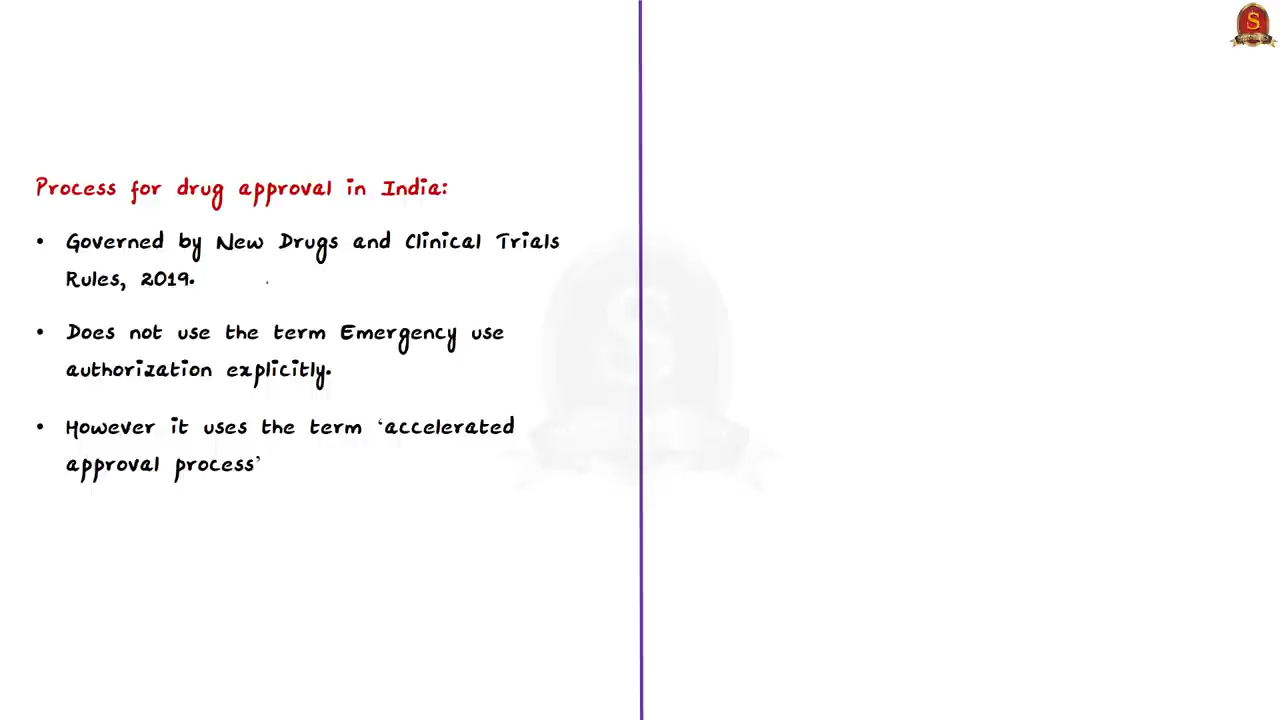 Process for drug approval in India:
• Governed by New Drugs and Clinical Trials
Rules, 2019.
• Does not use the term Emergency use
authorization explicitly.
• However it uses the term ‘accelerated
approval process’
S